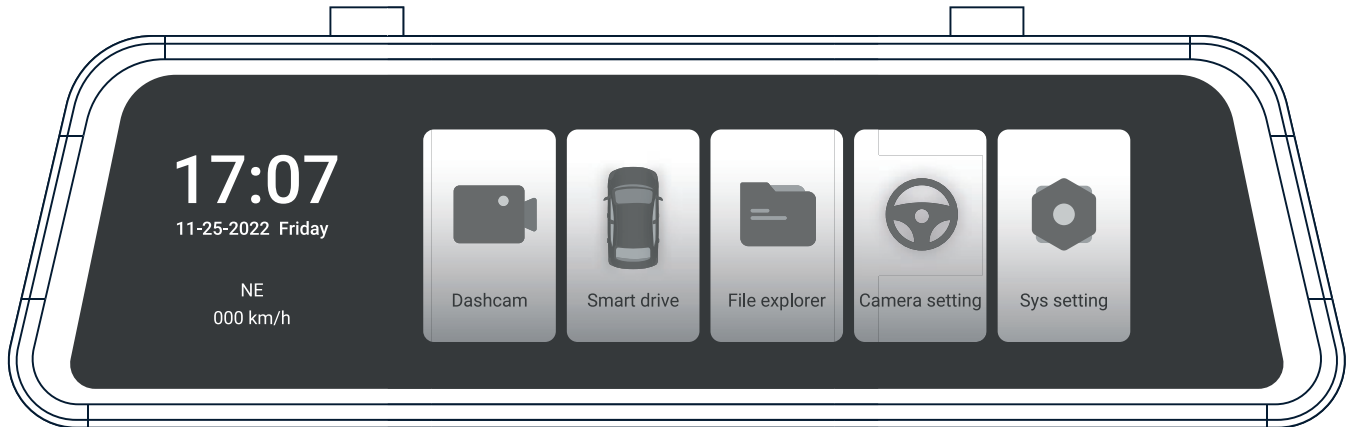 17:07
11-25-2022 Friday
NE
000 km/h
Dashcam
Smart drive
File explorer
Camera setting
Sys setting